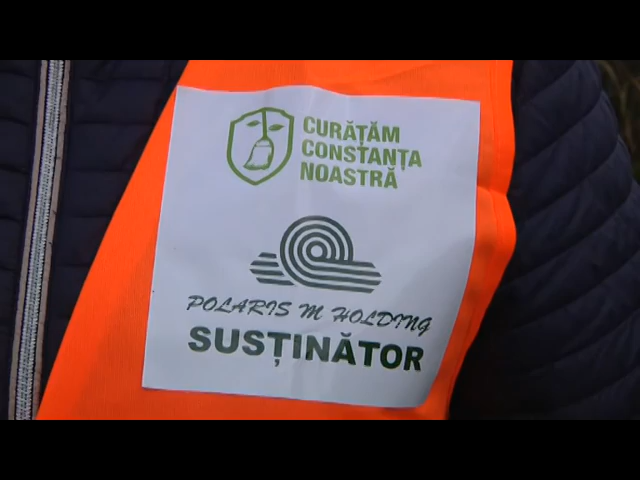 CURĂȚĂM
CONSTANȚA
NOASTRĂ
POLARIS M HOLDING
SUSȚINĂTOR